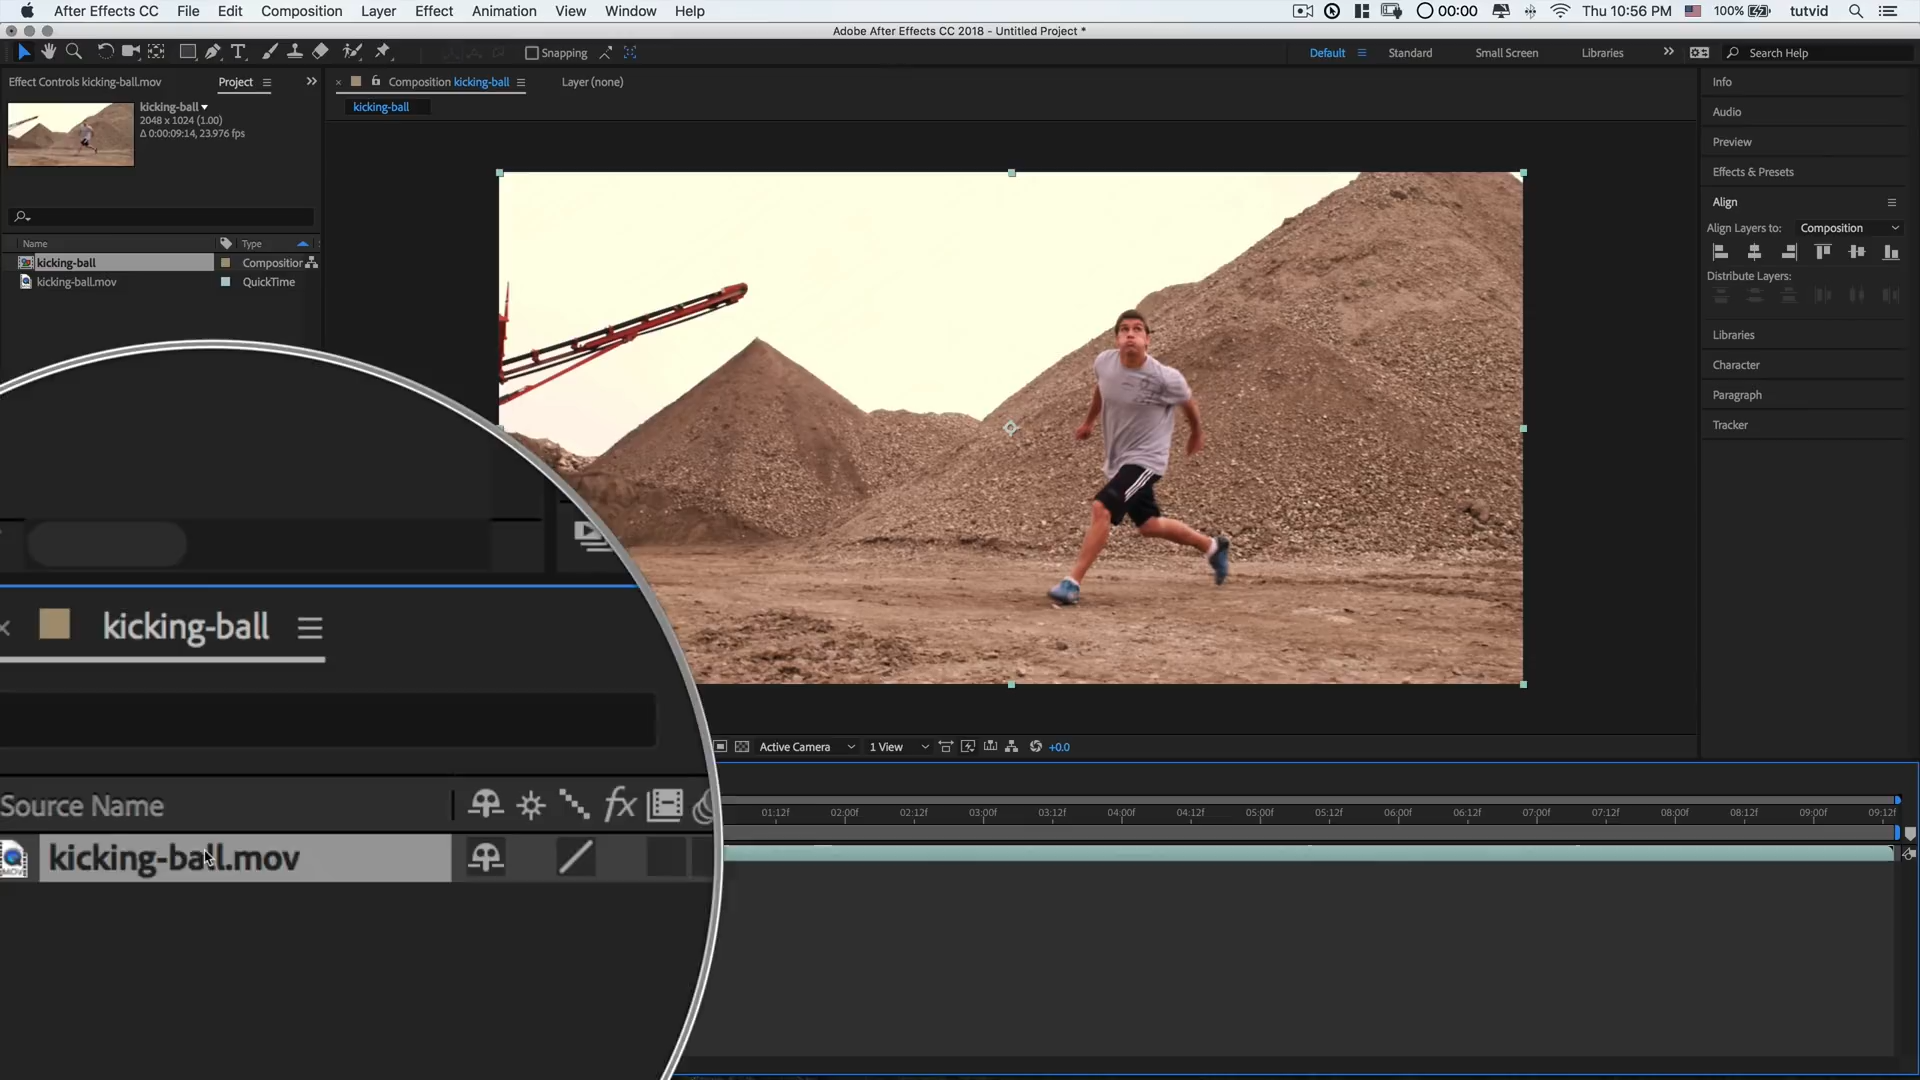 After Effects CC File Edit Composition Layer Effect Animation View Window Help 00:00 Thu 10:56 PM 100% tutvid
Adobe After Effects CC 2018 - Untitled Project *
Snapping Default Standard Small Screen Libraries Search Help
Effect Controls kicking-ball.mov Project Composition kicking-ball Layer (none)
kicking-ball
kicking-ball
2048 x 1024 (1.00)
Δ 0:00:09:14, 23.976 fps
Name Type
kicking-ball Composition
kicking-ball.mov QuickTime
Info
Audio
Preview
Effects & Presets
Align
Align Layers to: Composition
Distribute Layers:
Libraries
Character
Paragraph
Tracker
kicking-ball
Active Camera 1 View +0.0
Source Name fx
kicking-ball.mov
MOV
01:12f 02:00f 02:12f 03:00f 03:12f 04:00f 04:12f 05:00f 05:12f 06:00f 06:12f 07:00f 07:12f 08:00f 08:12f 09:00f 09:12f